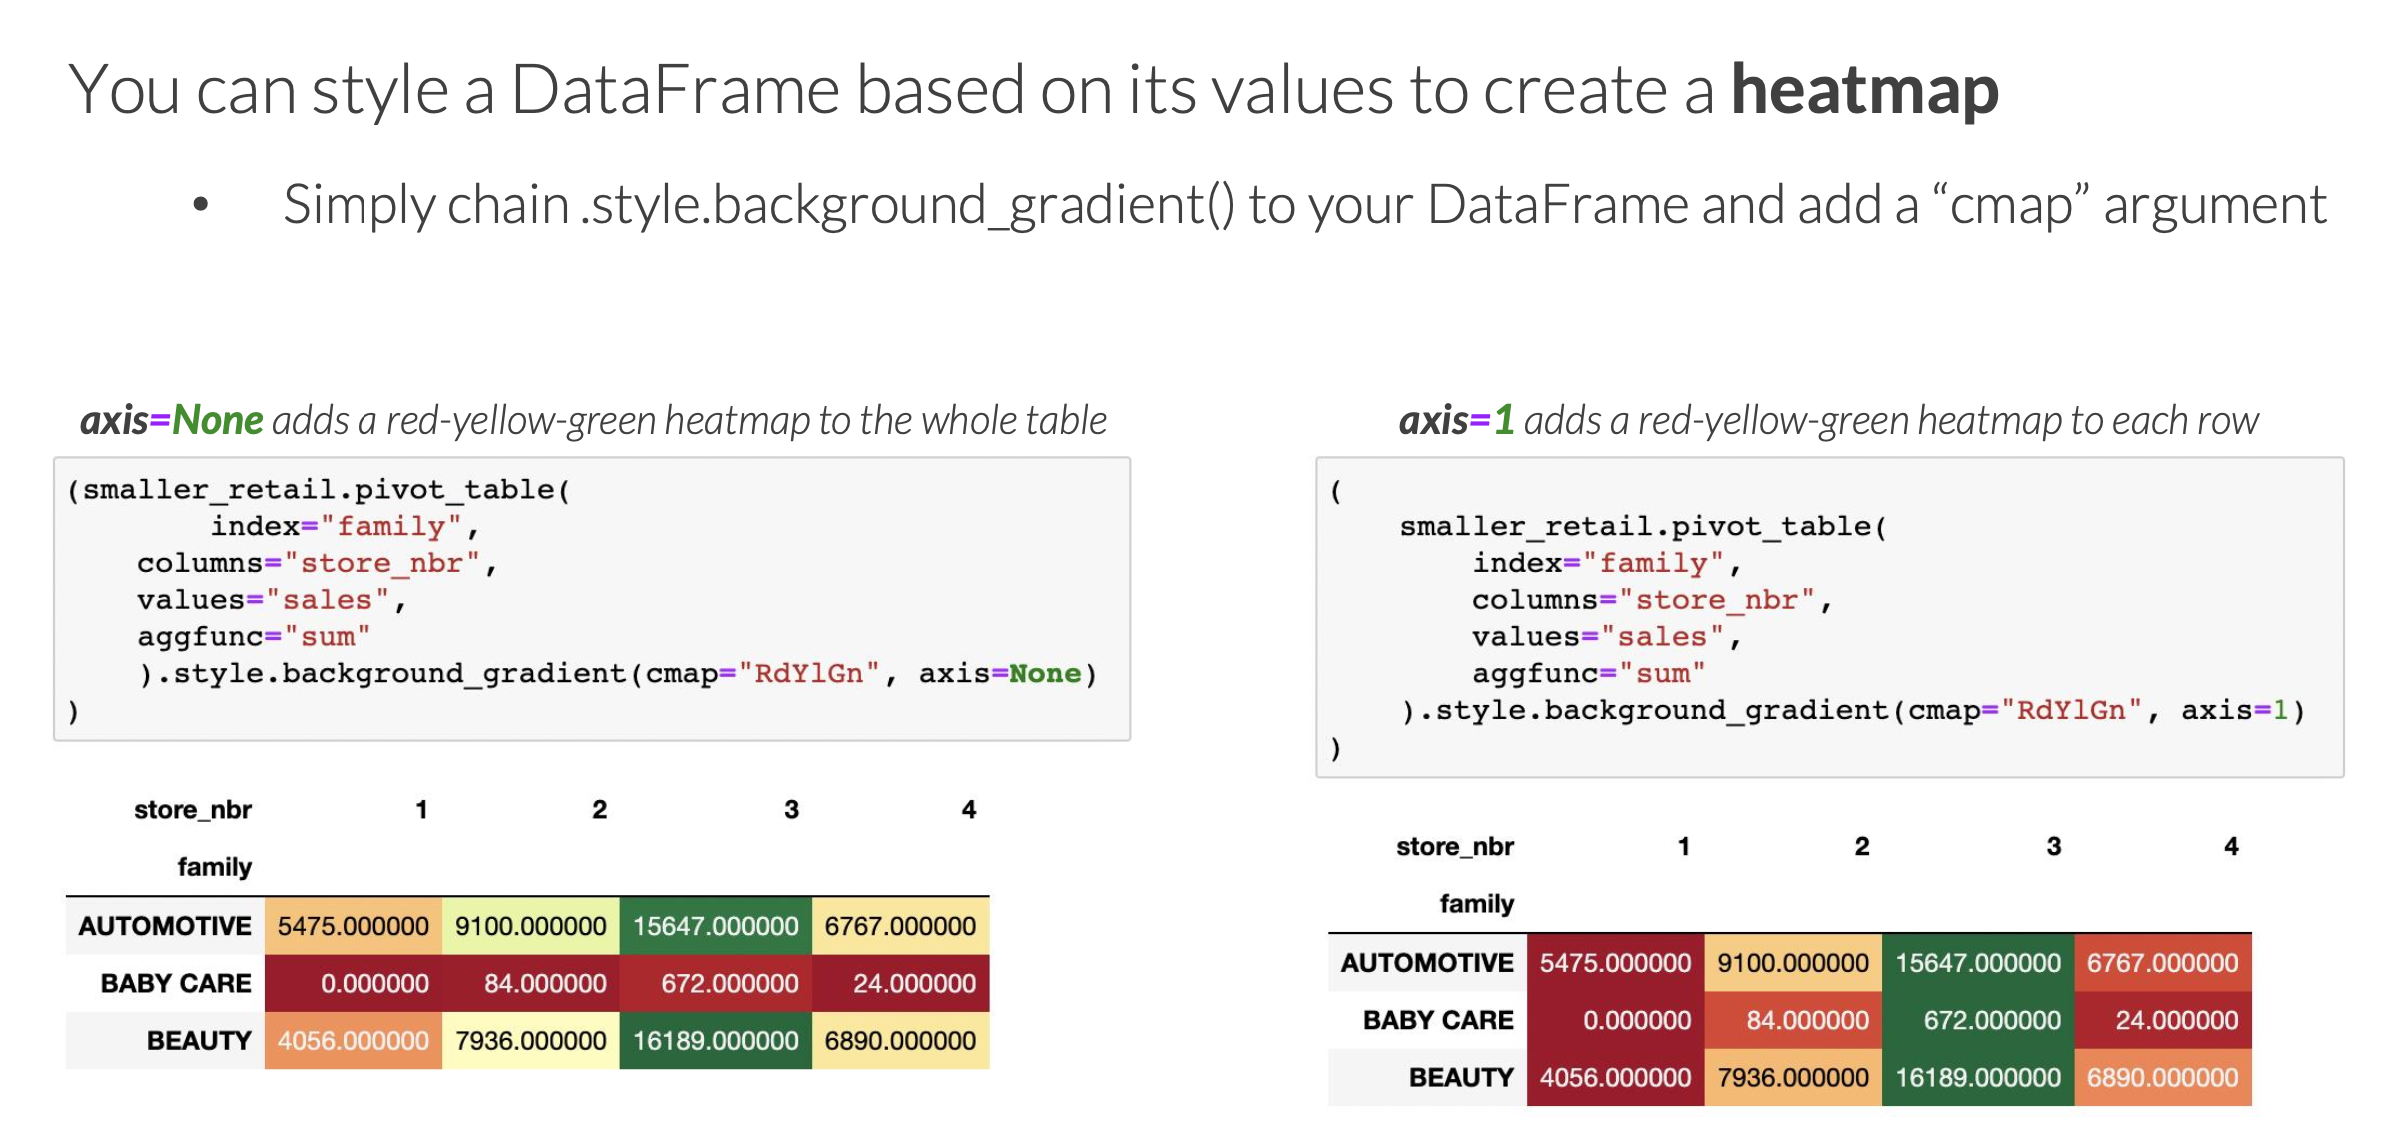 You can style a DataFrame based on its values to create a heatmap
• Simply chain .style.background_gradient() to your DataFrame and add a “cmap” argument
axis=None adds a red-yellow-green heatmap to the whole table
(smaller_retail.pivot_table(
        index="family",
    columns="store_nbr",
    values="sales",
    aggfunc="sum"
    ).style.background_gradient(cmap="RdYlGn", axis=None)
)
store_nbr 1 2 3 4
family
AUTOMOTIVE 5475.000000 9100.000000 15647.000000 6767.000000
BABY CARE 0.000000 84.000000 672.000000 24.000000
BEAUTY 4056.000000 7936.000000 16189.000000 6890.000000
axis=1 adds a red-yellow-green heatmap to each row
(
    smaller_retail.pivot_table(
        index="family",
        columns="store_nbr",
        values="sales",
        aggfunc="sum"
    ).style.background_gradient(cmap="RdYlGn", axis=1)
)
store_nbr 1 2 3 4
family
AUTOMOTIVE 5475.000000 9100.000000 15647.000000 6767.000000
BABY CARE 0.000000 84.000000 672.000000 24.000000
BEAUTY 4056.000000 7936.000000 16189.000000 6890.000000